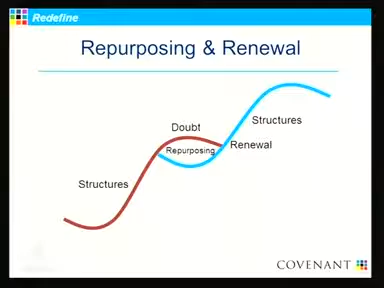 Redefine
Repurposing & Renewal
Structures
Doubt
Repurposing
Renewal
Structures
COVENANT